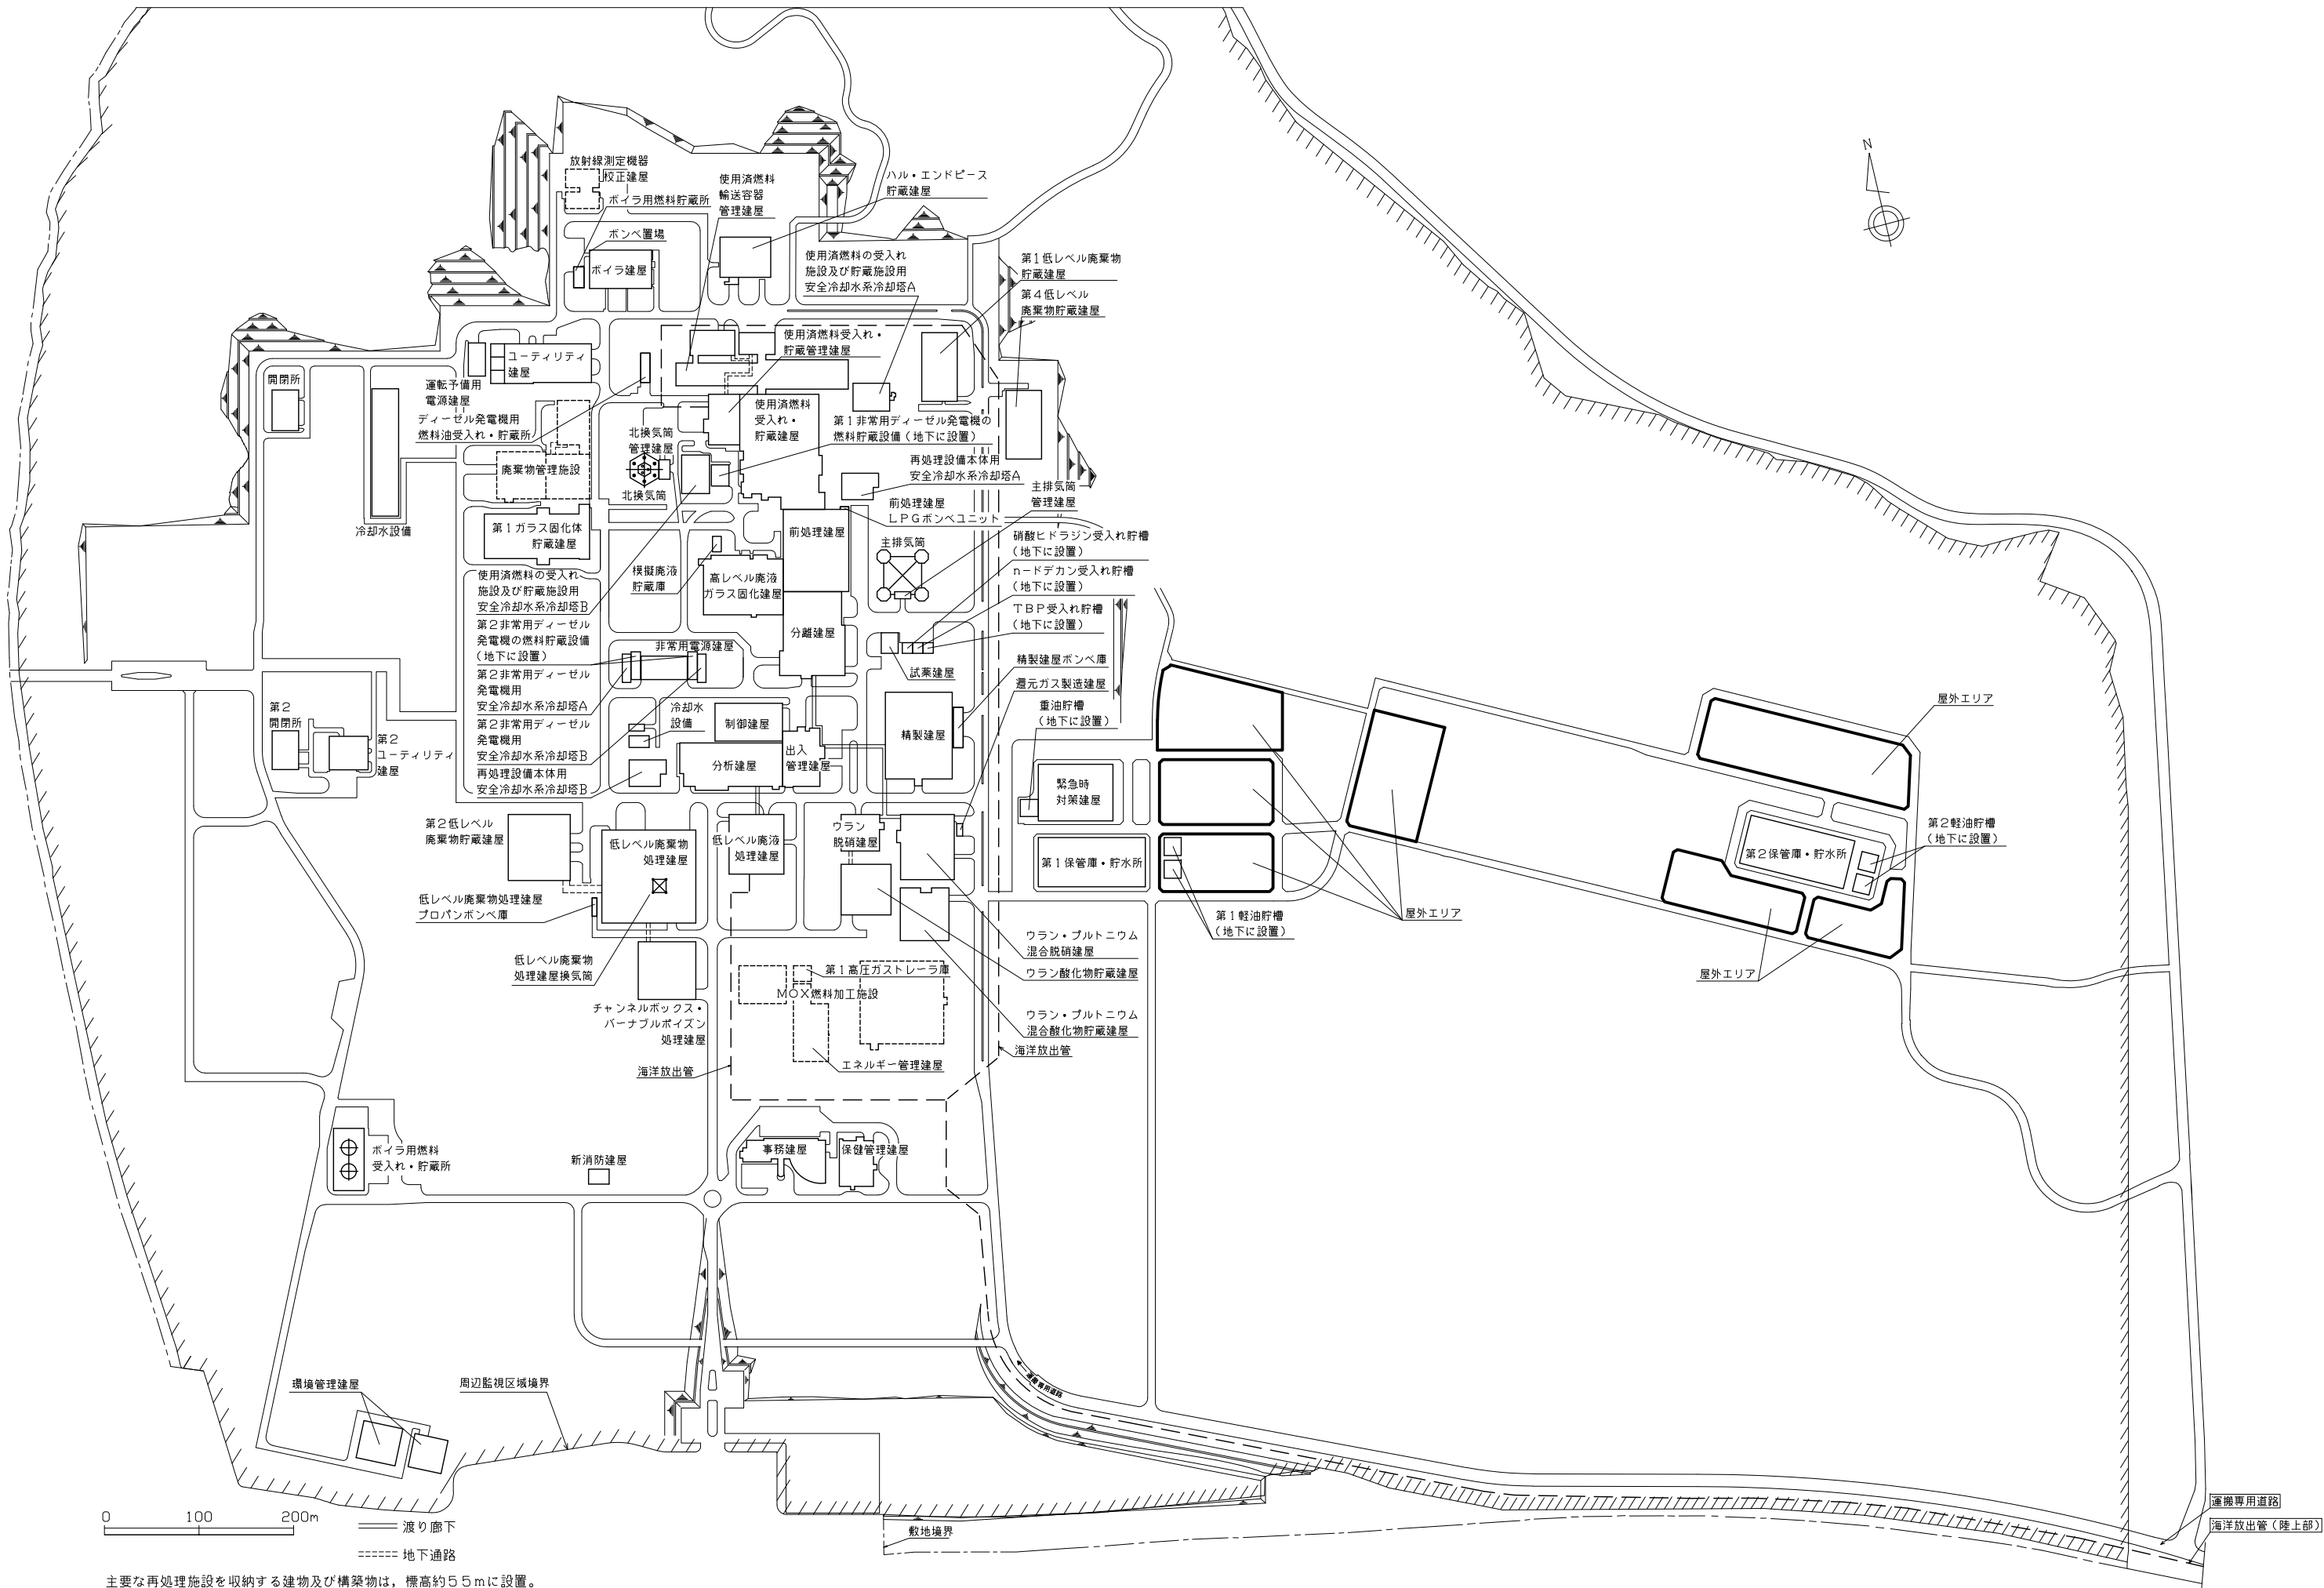 N
放射線測定機器
校正建屋
ボイラ用燃料貯蔵所
ボンベ置場
ボイラ建屋
使用済燃料
輸送容器
管理建屋
ハル・エンドピース
貯蔵建屋
使用済燃料の受入れ
施設及び貯蔵施設用
安全冷却水系冷却塔A
第1低レベル廃棄物
貯蔵建屋
第4低レベル
廃棄物貯蔵建屋
ユーティリティ
建屋
開閉所
運転予備用
電源建屋
ディーゼル発電機用
燃料油受入れ・貯蔵所
使用済燃料受入れ・
貯蔵管理建屋
使用済燃料
受入れ・
貯蔵建屋
第1非常用ディーゼル発電機の
燃料貯蔵設備(地下に設置)
北換気筒
管理建屋
北換気筒
廃棄物管理施設
冷却水設備
再処理設備本体用
安全冷却水系冷却塔A
主排気筒
管理建屋
前処理建屋
LPGボンベユニット
第1ガラス固化体
貯蔵建屋
前処理建屋
主排気筒
硝酸ヒドラジン受入れ貯槽
(地下に設置)
n-ドデカン受入れ貯槽
(地下に設置)
TBP受入れ貯槽
(地下に設置)
模擬廃液
貯蔵庫
高レベル廃液
ガラス固化建屋
使用済燃料の受入れ
施設及び貯蔵施設用
安全冷却水系冷却塔B
第2非常用ディーゼル
発電機の燃料貯蔵設備
(地下に設置)
第2非常用ディーゼル
発電機用
安全冷却水系冷却塔A
第2非常用ディーゼル
発電機用
安全冷却水系冷却塔B
再処理設備本体用
安全冷却水系冷却塔B
分離建屋
非常用電源建屋
試薬建屋
精製建屋ボンベ庫
還元ガス製造建屋
重油貯槽
(地下に設置)
冷却水
設備
制御建屋
精製建屋
分析建屋
出入
管理建屋
第2
開閉所
第2
ユーティリティ
建屋
屋外エリア
緊急時
対策建屋
第2低レベル
廃棄物貯蔵建屋
低レベル廃棄物
処理建屋
低レベル廃液
処理建屋
ウラン
脱硝建屋
第1保管庫・貯水所
第2保管庫・貯水所
第2軽油貯槽
(地下に設置)
低レベル廃棄物処理建屋
プロパンボンベ庫
第1軽油貯槽
(地下に設置)
屋外エリア
ウラン・プルトニウム
混合脱硝建屋
ウラン酸化物貯蔵建屋
屋外エリア
低レベル廃棄物
処理建屋換気筒
第1高圧ガストレーラ庫
MOX燃料加工施設
チャンネルボックス・
バーナブルポイズン
処理建屋
ウラン・プルトニウム
混合酸化物貯蔵建屋
海洋放出管
エネルギー管理建屋
海洋放出管
ボイラ用燃料
受入れ・貯蔵所
新消防建屋
事務建屋
保健管理建屋
運搬専用道路
環境管理建屋
周辺監視区域境界
運搬専用道路
海洋放出管(陸上部)
敷地境界
0 100 200m
渡り廊下
地下通路
主要な再処理施設を収納する建物及び構築物は,標高約55mに設置。